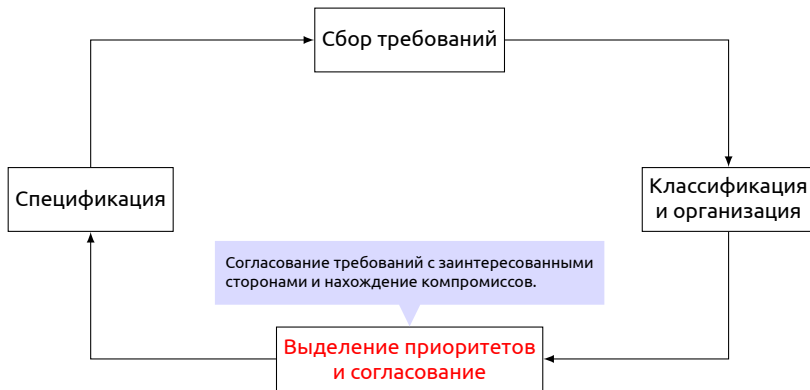 Сбор требований
Спецификация
Классификация
и организация
Согласование требований с заинтересованными
сторонами и нахождение компромиссов.
Выделение приоритетов
и согласование